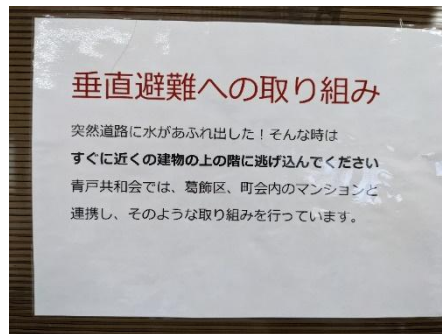 垂直避難への取り組み
突然道路に水があふれ出した！そんな時は
すぐに近くの建物の上の階に逃げ込んでください
青戸共和会では、葛飾区、町会内のマンションと
連携し、そのような取り組みを行っています。